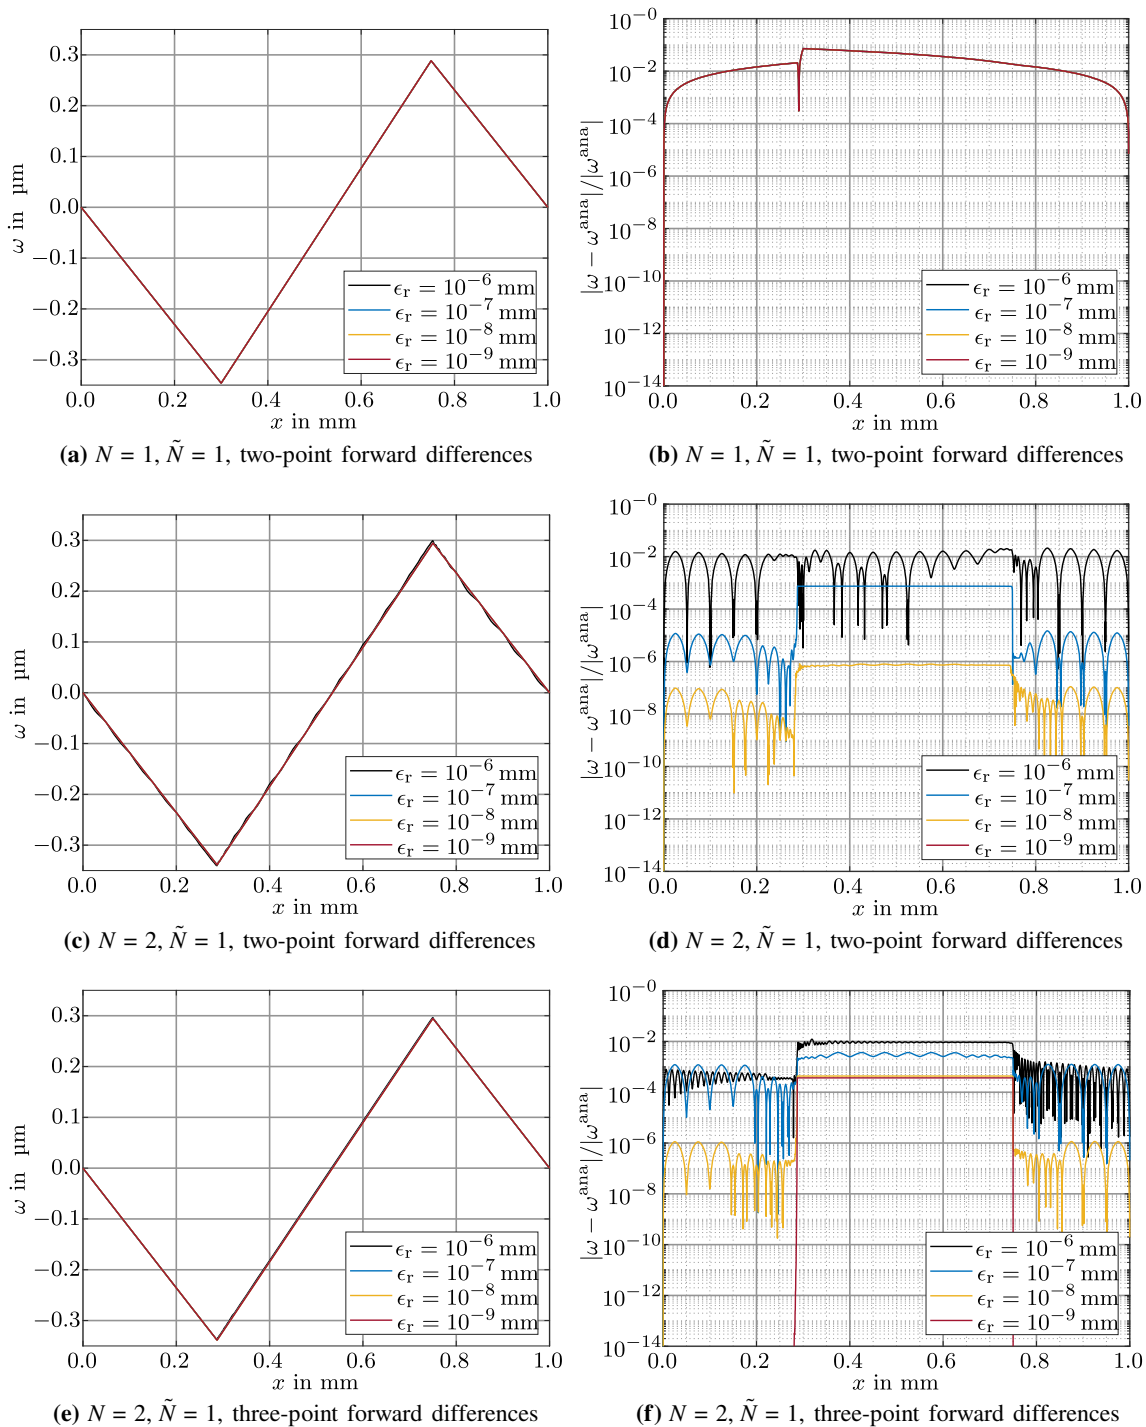 0.3
0.2
0.1
0.0
−0.1
−0.2
−0.3
ω in μm
0.0 0.2 0.4 0.6 0.8 1.0
x in mm
ϵr = 10−6 mm
ϵr = 10−7 mm
ϵr = 10−8 mm
ϵr = 10−9 mm
(a) N = 1, Ñ = 1, two-point forward differences
10−0
10−2
10−4
10−6
10−8
10−10
10−12
10−14
|ω − ωana|/|ωana|
0.0 0.2 0.4 0.6 0.8 1.0
x in mm
ϵr = 10−6 mm
ϵr = 10−7 mm
ϵr = 10−8 mm
ϵr = 10−9 mm
(b) N = 1, Ñ = 1, two-point forward differences
0.3
0.2
0.1
0.0
−0.1
−0.2
−0.3
ω in μm
0.0 0.2 0.4 0.6 0.8 1.0
x in mm
ϵr = 10−6 mm
ϵr = 10−7 mm
ϵr = 10−8 mm
ϵr = 10−9 mm
(c) N = 2, Ñ = 1, two-point forward differences
10−0
10−2
10−4
10−6
10−8
10−10
10−12
10−14
|ω − ωana|/|ωana|
0.0 0.2 0.4 0.6 0.8 1.0
x in mm
ϵr = 10−6 mm
ϵr = 10−7 mm
ϵr = 10−8 mm
ϵr = 10−9 mm
(d) N = 2, Ñ = 1, two-point forward differences
0.3
0.2
0.1
0.0
−0.1
−0.2
−0.3
ω in μm
0.0 0.2 0.4 0.6 0.8 1.0
x in mm
ϵr = 10−6 mm
ϵr = 10−7 mm
ϵr = 10−8 mm
ϵr = 10−9 mm
(e) N = 2, Ñ = 1, three-point forward differences
10−0
10−2
10−4
10−6
10−8
10−10
10−12
10−14
|ω − ωana|/|ωana|
0.0 0.2 0.4 0.6 0.8 1.0
x in mm
ϵr = 10−6 mm
ϵr = 10−7 mm
ϵr = 10−8 mm
ϵr = 10−9 mm
(f) N = 2, Ñ = 1, three-point forward differences